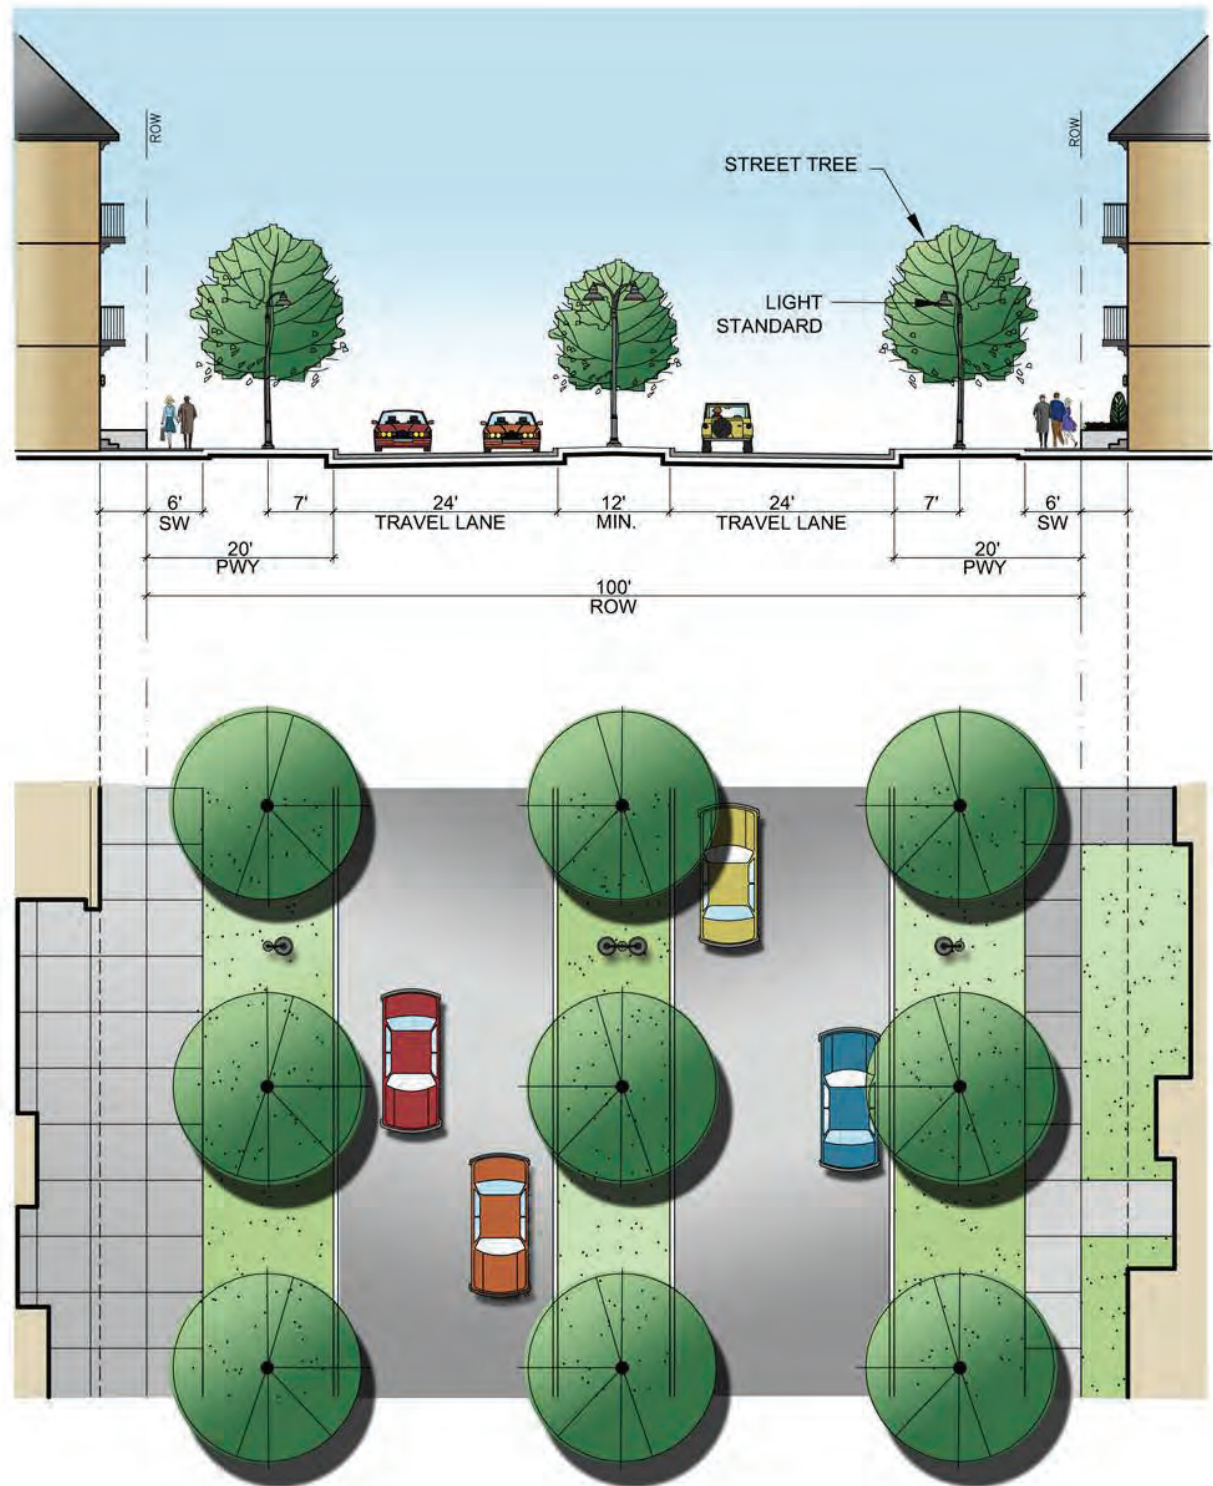 ROW
ROW
STREET TREE
LIGHT
STANDARD
6'
SW
7'
24'
TRAVEL LANE
12'
MIN.
24'
TRAVEL LANE
7'
6'
SW
20'
PWY
20'
PWY
100'
ROW